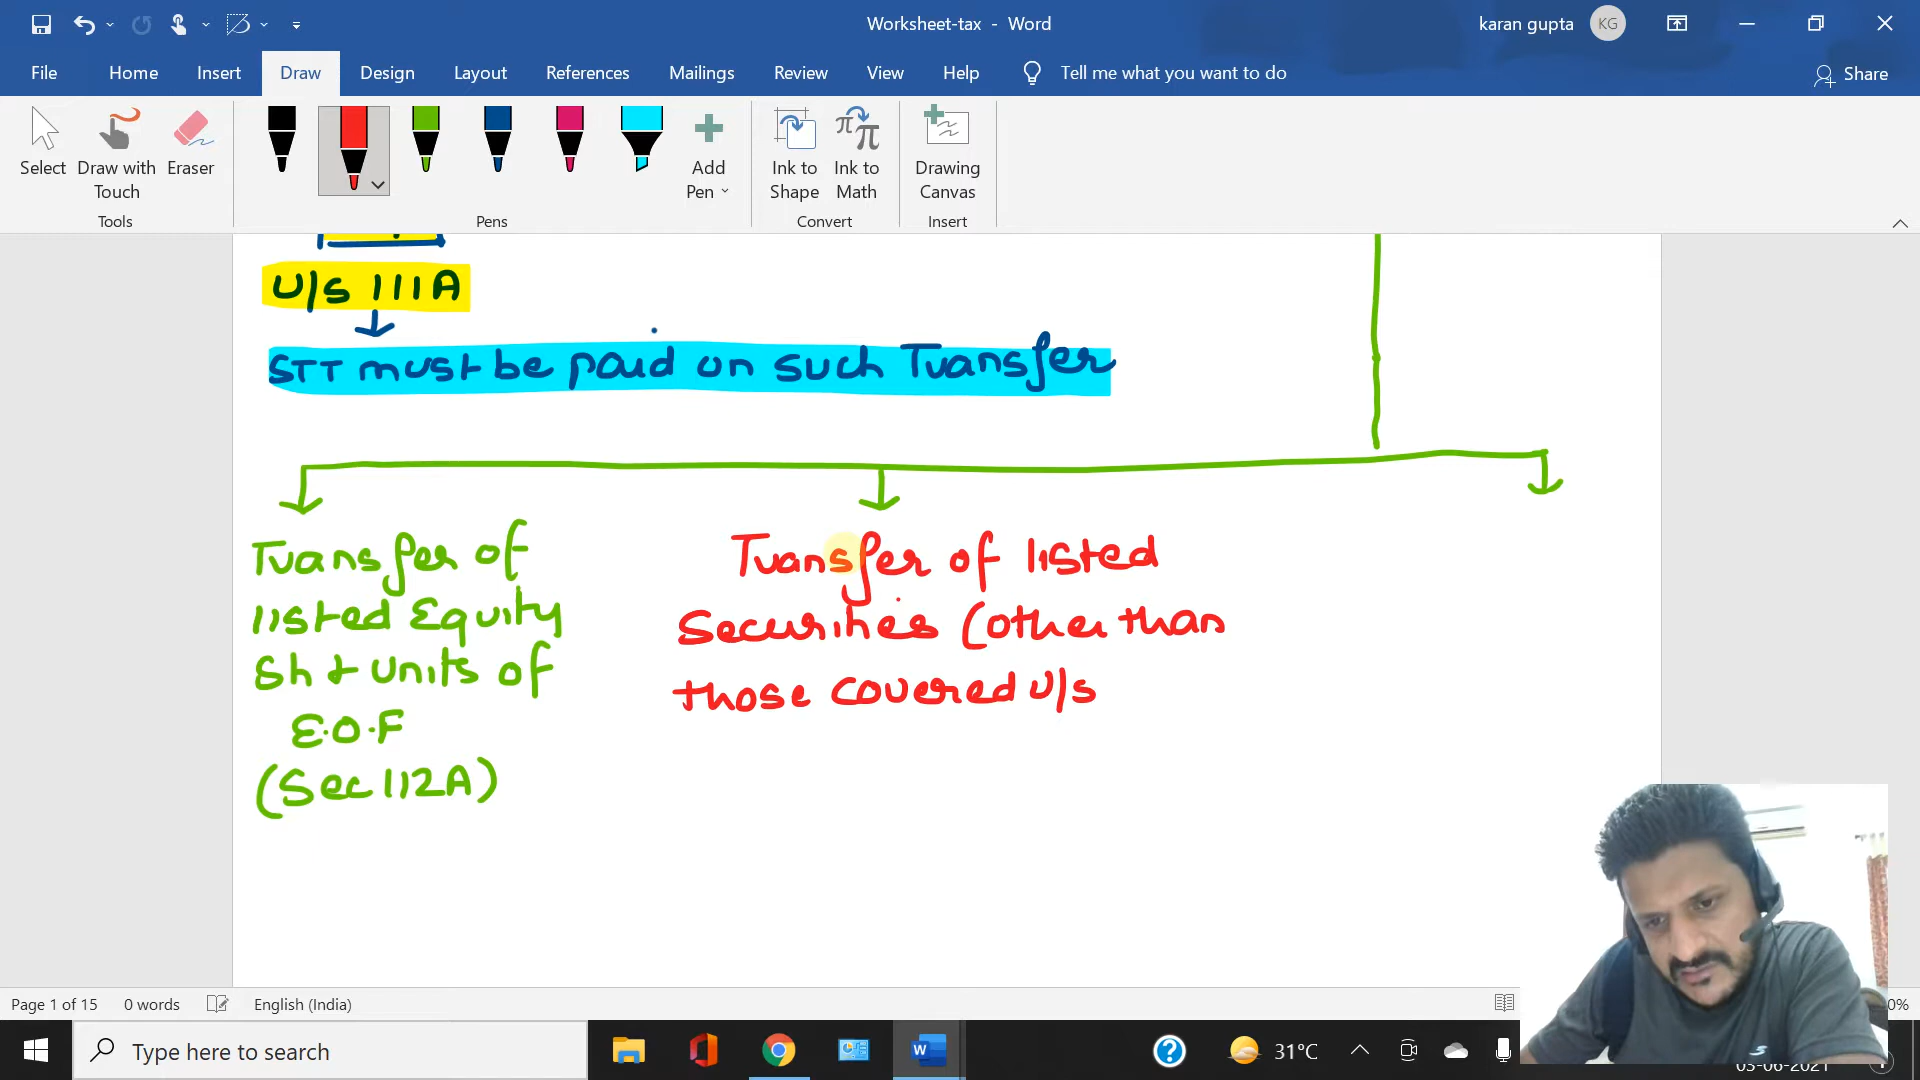 Worksheet-tax - Word
karan gupta
KG
File
Home
Insert
Draw
Design
Layout
References
Mailings
Review
View
Help
Tell me what you want to do
Share
Select
Draw with
Touch
Eraser
Add
Pen
Ink to
Shape
Ink to
Math
Drawing
Canvas
Tools
Pens
Convert
Insert
U/s 111A
STT must be paid on such Transfer
Transfer of
listed Equity
Sh & units of
E.O.F
(Sec 112A)
Transfer of listed
Securities (other than
those covered U/s
Page 1 of 15
0 words
English (India)
0%
Type here to search
31°C
03-06-2021